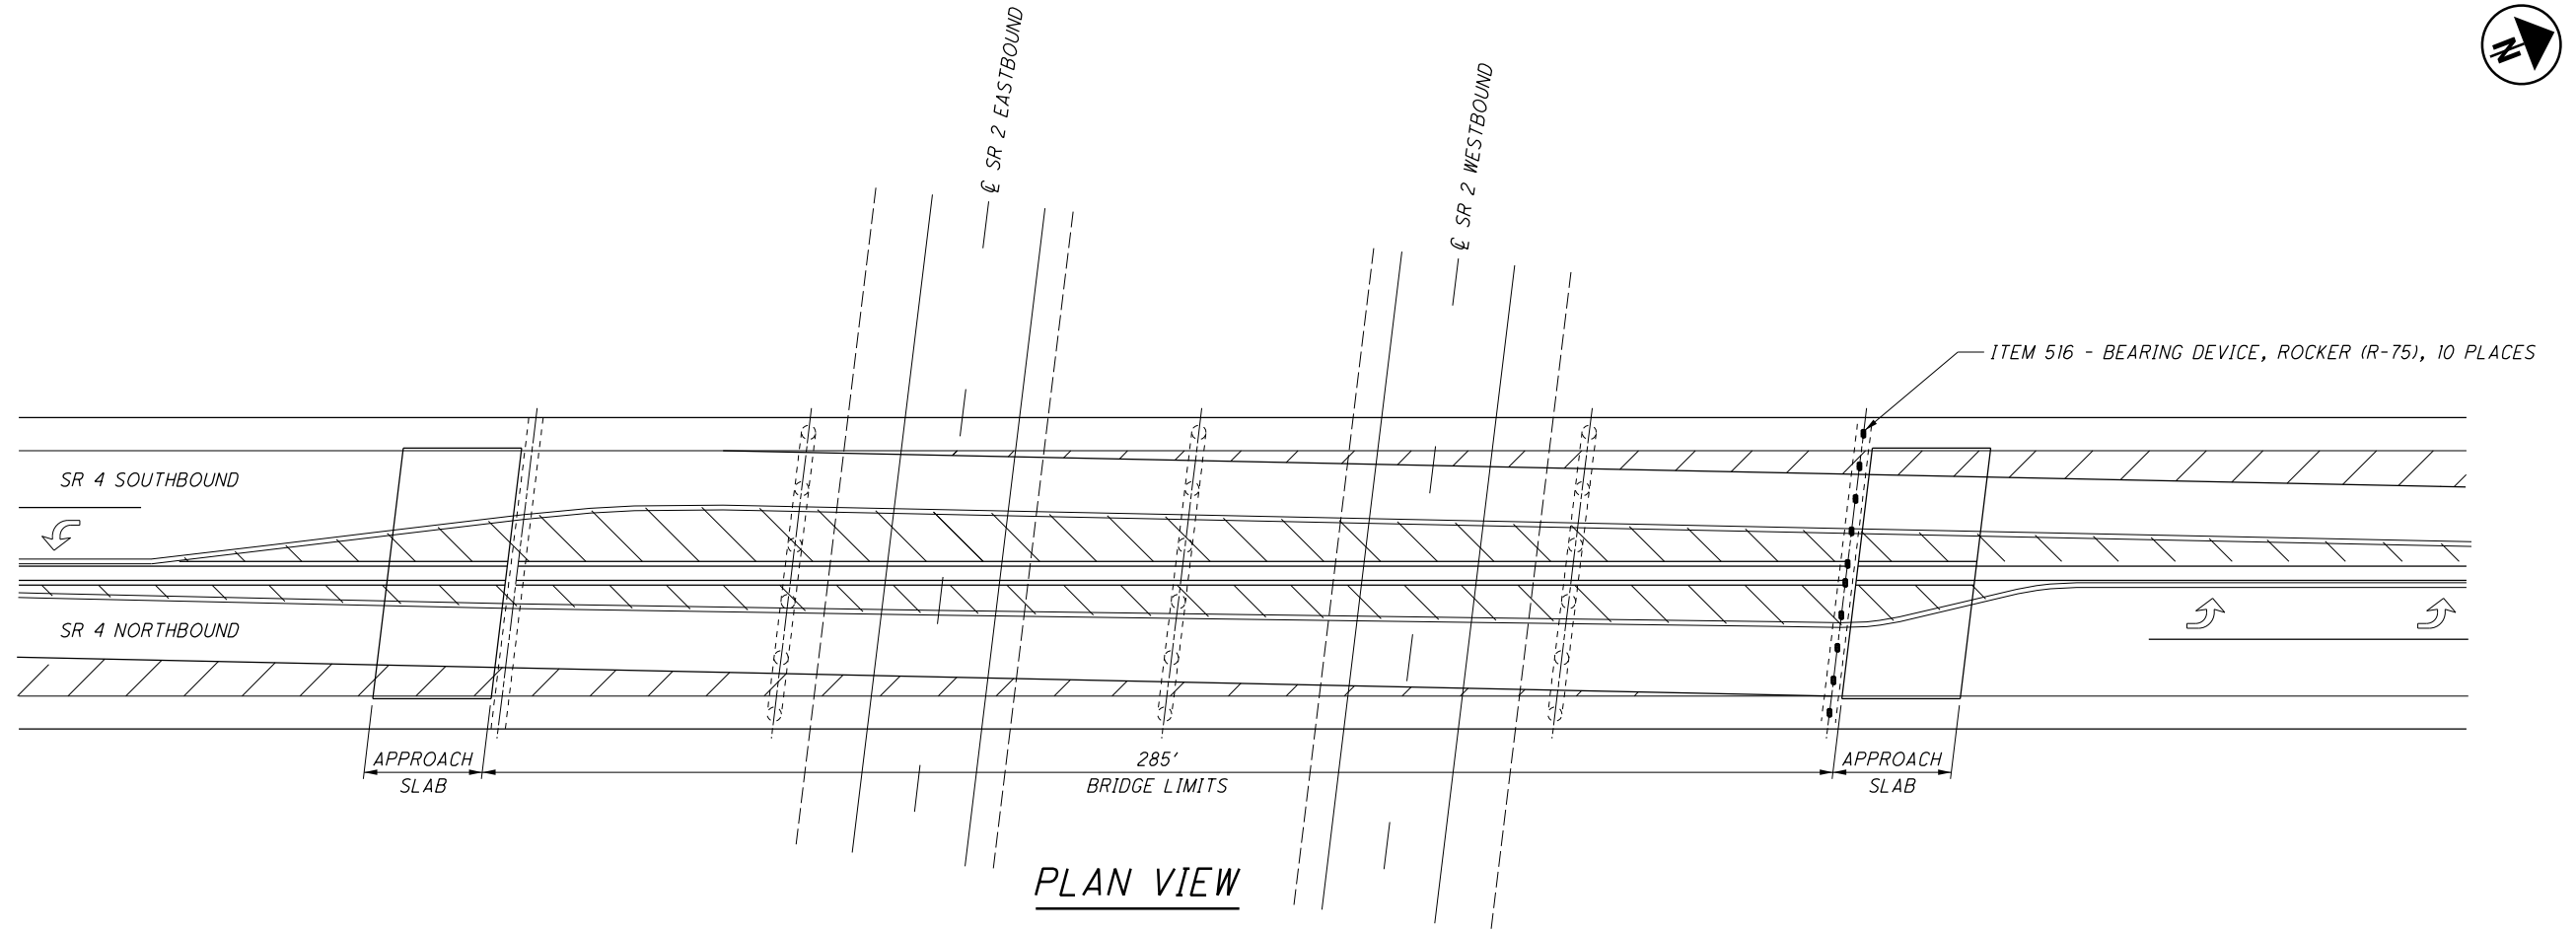 N
℄ SR 2 EASTBOUND
℄ SR 2 WESTBOUND
ITEM 516 - BEARING DEVICE, ROCKER (R-75), 10 PLACES
SR 4 SOUTHBOUND
SR 4 NORTHBOUND
APPROACH
SLAB
285'
BRIDGE LIMITS
APPROACH
SLAB
PLAN VIEW